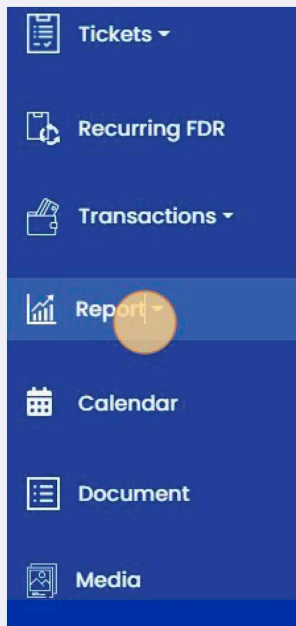 Tickets
Recurring FDR
Transactions
Report
Calendar
Document
Media